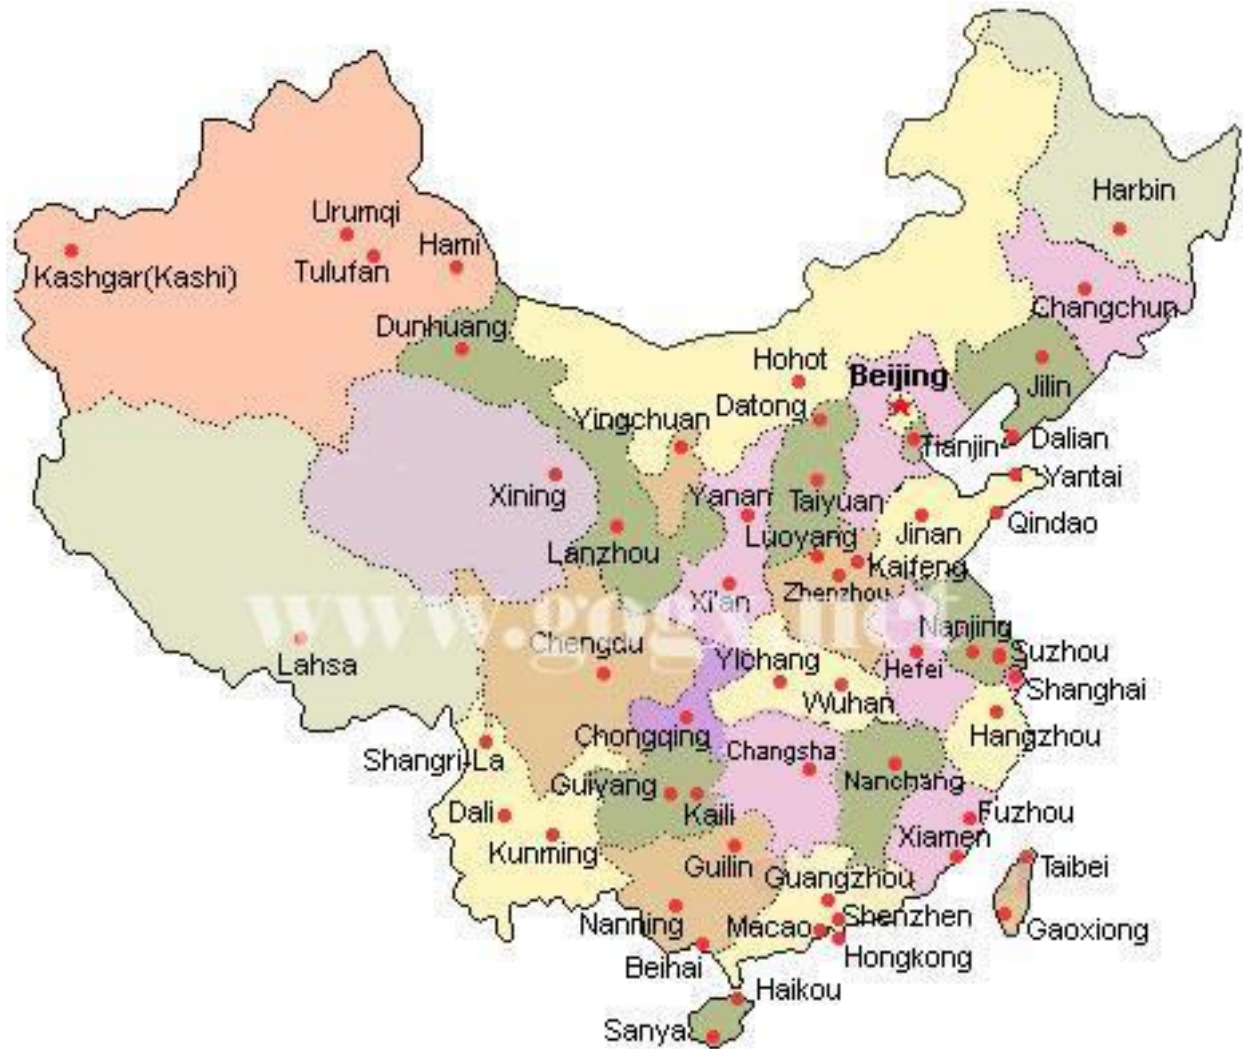 Harbin
Urumqi
Hami
Kashgar(Kashi)
Tulufan
Changchun
Dunhuang
Hohot
Beijing
Jilin
Datong
Yingchuan
Tianjin
Dalian
Yantai
Xining
Yanan
Taiyuan
Qindao
Jinan
Luoyang
Lanzhou
Kaifeng
Zhenzhou
Xi'an
www.gogy.net
Nanjing
Chengdu
Suzhou
Lahsa
Yichang
Hefei
Shanghai
Wuhan
Chongqing
Hangzhou
Changsha
Shangri-La
Nanchang
Guiyang
Dali
Kaili
Fuzhou
Xiamen
Kunming
Guilin
Taibei
Guangzhou
Nanning
Macao
Shenzhen
Gaoxiong
Hongkong
Beihai
Haikou
Sanya